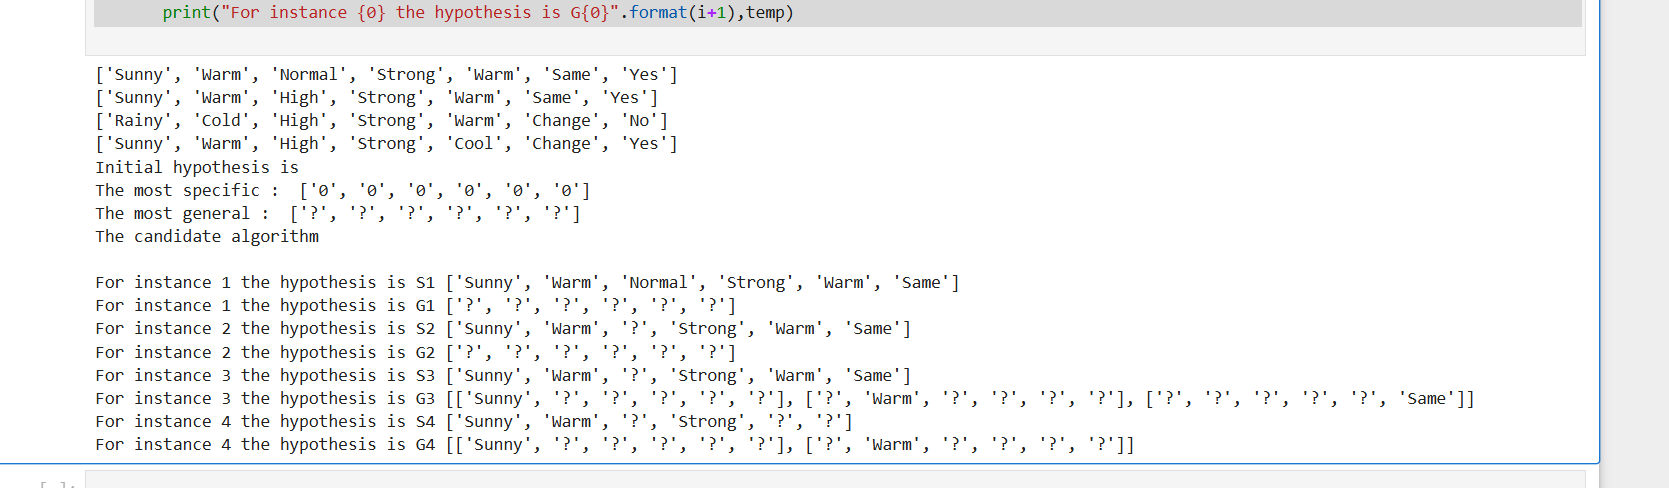 print("For instance {0} the hypothesis is G{0}".format(i+1),temp)
['Sunny', 'Warm', 'Normal', 'Strong', 'Warm', 'Same', 'Yes']
['Sunny', 'Warm', 'High', 'Strong', 'Warm', 'Same', 'Yes']
['Rainy', 'Cold', 'High', 'Strong', 'Warm', 'Change', 'No']
['Sunny', 'Warm', 'High', 'Strong', 'Cool', 'Change', 'Yes']
Initial hypothesis is
The most specific :  ['0', '0', '0', '0', '0', '0']
The most general :  ['?', '?', '?', '?', '?', '?']
The candidate algorithm
For instance 1 the hypothesis is S1 ['Sunny', 'Warm', 'Normal', 'Strong', 'Warm', 'Same']
For instance 1 the hypothesis is G1 ['?', '?', '?', '?', '?', '?']
For instance 2 the hypothesis is S2 ['Sunny', 'Warm', '?', 'Strong', 'Warm', 'Same']
For instance 2 the hypothesis is G2 ['?', '?', '?', '?', '?', '?']
For instance 3 the hypothesis is S3 ['Sunny', 'Warm', '?', 'Strong', 'Warm', 'Same']
For instance 3 the hypothesis is G3 [['Sunny', '?', '?', '?', '?', '?'], ['?', 'Warm', '?', '?', '?', '?'], ['?', '?', '?', '?', '?', 'Same']]
For instance 4 the hypothesis is S4 ['Sunny', 'Warm', '?', 'Strong', '?', '?']
For instance 4 the hypothesis is G4 [['Sunny', '?', '?', '?', '?', '?'], ['?', 'Warm', '?', '?', '?', '?']]
[ ]: